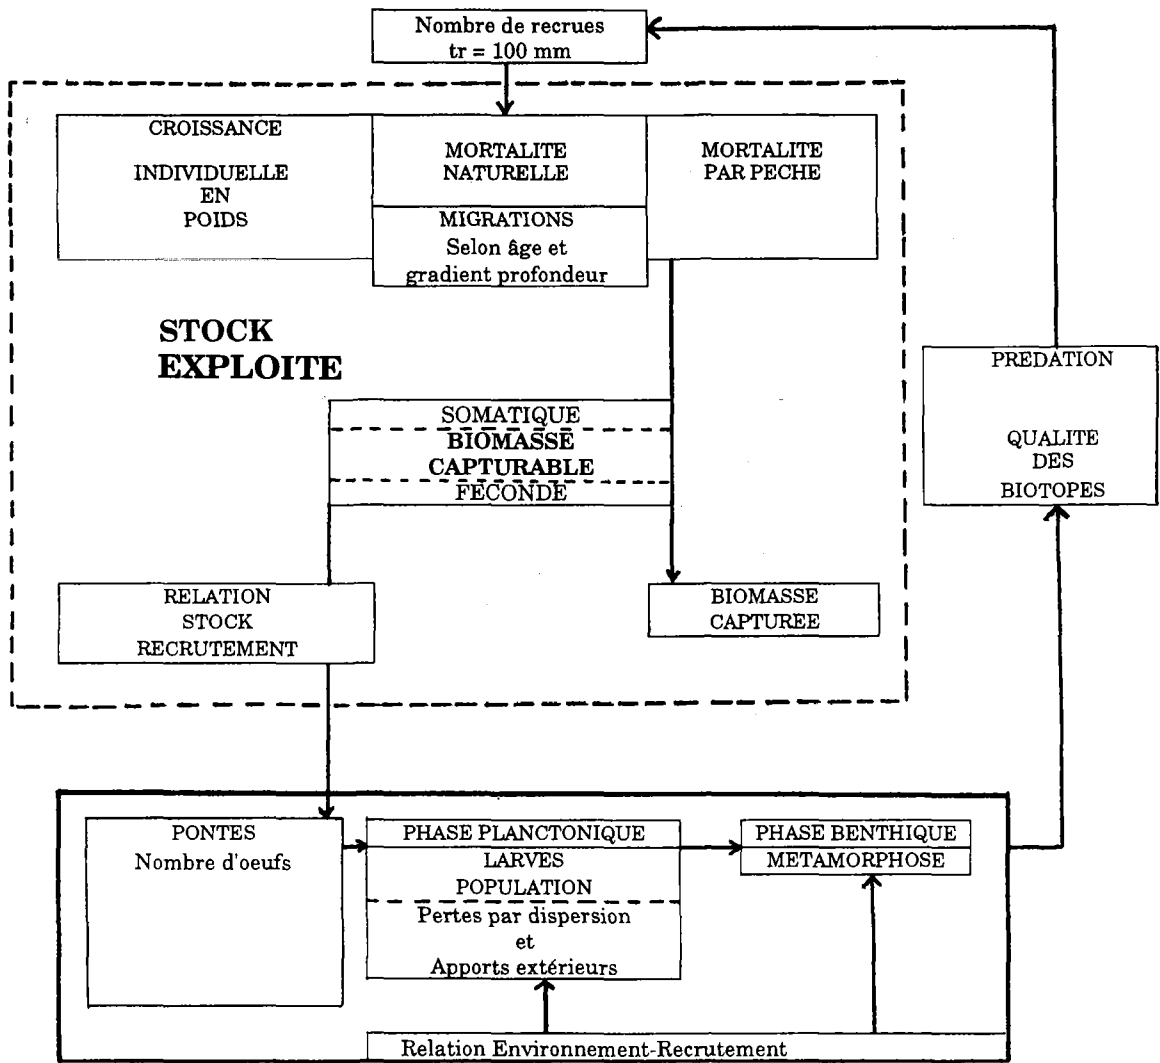 Nombre de recrues
tr = 100 mm
CROISSANCE
INDIVIDUELLE
EN
POIDS
MORTALITE
NATURELLE
MIGRATIONS
Selon âge et
gradient profondeur
MORTALITE
PAR PECHE
STOCK
EXPLOITE
SOMATIQUE
BIOMASSE
CAPTURABLE
FECONDE
RELATION
STOCK
RECRUTEMENT
BIOMASSE
CAPTUREE
PREDATION
QUALITE
DES
BIOTOPES
PONTES
Nombre d'oeufs
PHASE PLANCTONIQUE
LARVES
POPULATION
Pertes par dispersion
et
Apports extérieurs
PHASE BENTHIQUE
METAMORPHOSE
Relation Environnement-Recrutement